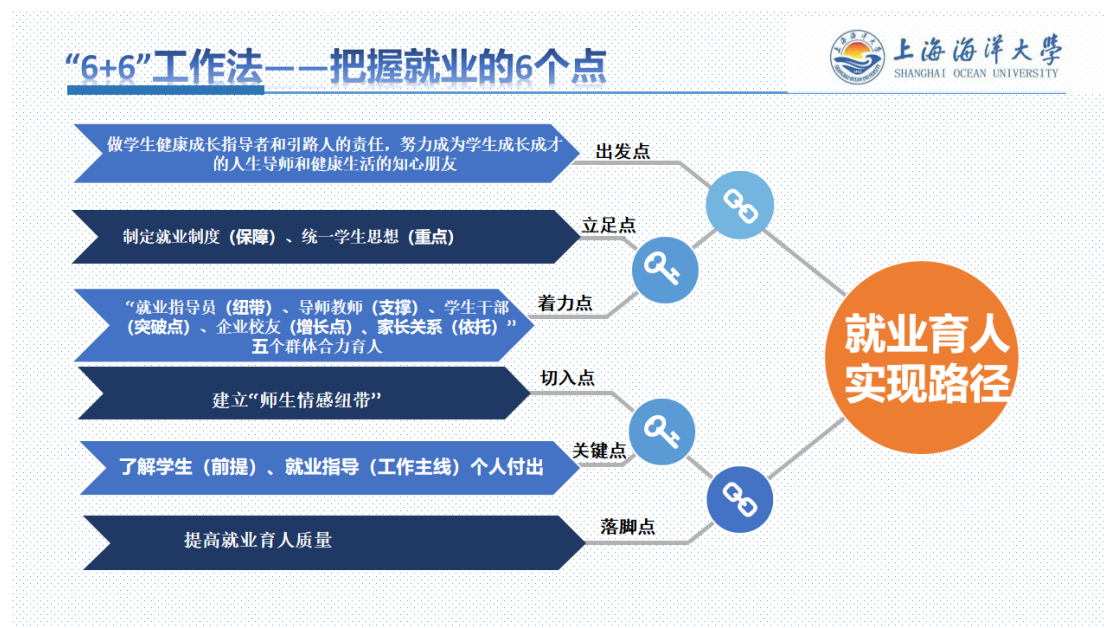 “6+6”工作法——把握就业的6个点
上海海洋大學
SHANGHAI OCEAN UNIVERSITY
做学生健康成长指导者和引路人的责任，努力成为学生成长成才
的人生导师和健康生活的知心朋友
出发点
制定就业制度（保障）、统一学生思想（重点）
立足点
“就业指导员（纽带）、导师教师（支撑）、学生干部
（突破点）、企业校友（增长点）、家长关系（依托）”
五个群体合力育人
着力点
建立“师生情感纽带”
切入点
了解学生（前提）、就业指导（工作主线）个人付出
关键点
提高就业育人质量
落脚点
就业育人
实现路径